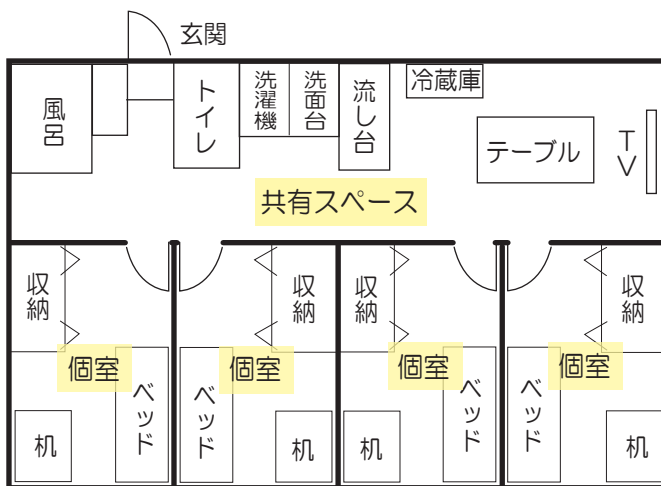 玄関
風呂
トイレ
洗濯機
洗面台
流し台
冷蔵庫
テーブル
TV
共有スペース
収納
収納
収納
収納
個室
個室
個室
個室
ベッド
ベッド
ベッド
ベッド
机
机
机
机